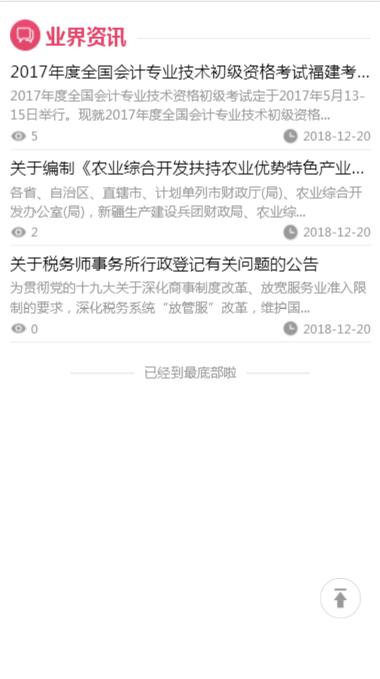 业界资讯
2017年度全国会计专业技术初级资格考试福建考...
2017年度全国会计专业技术资格初级考试定于2017年5月13-
15日举行。现就2017年度全国会计专业技术初级资格...
5 2018-12-20
关于编制《农业综合开发扶持农业优势特色产业...
各省、自治区、直辖市、计划单列市财政厅(局)、农业综合开
发办公室(局)，新疆生产建设兵团财政局、农业综...
2 2018-12-20
关于税务师事务所行政登记有关问题的公告
为贯彻党的十九大关于深化商事制度改革、放宽服务业准入限
制的要求，深化税务系统“放管服”改革，维护国...
0 2018-12-20
已经到最底部啦